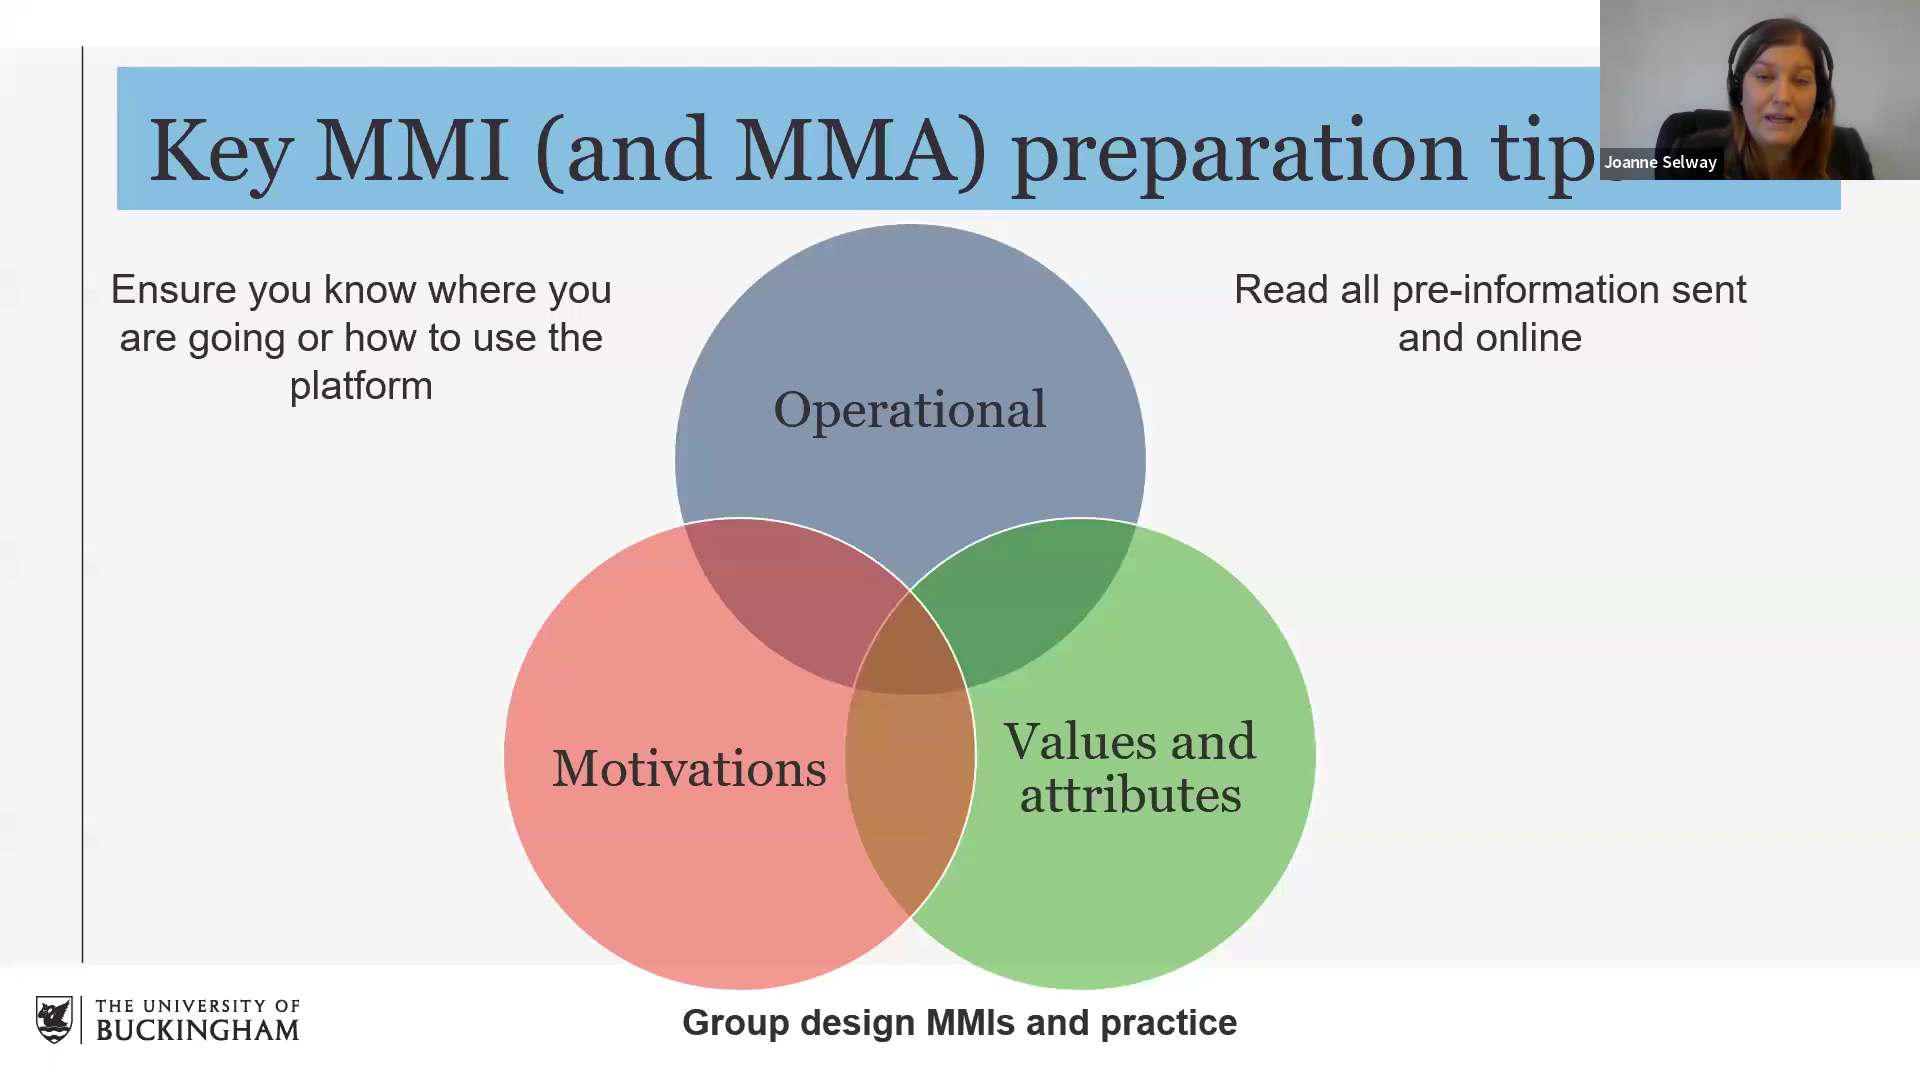 Key MMI (and MMA) preparation tip
Joanne Selway
Ensure you know where you
are going or how to use the
platform
Read all pre-information sent
and online
Operational
Motivations
Values and
attributes
THE UNIVERSITY OF
BUCKINGHAM
Group design MMIs and practice